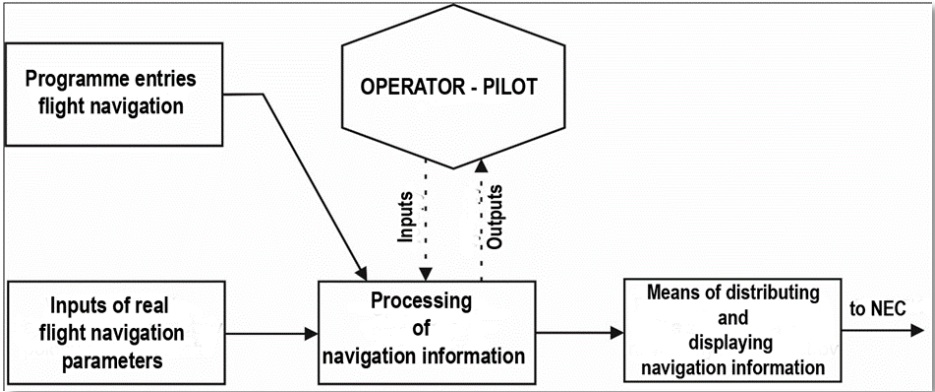 Programme entries
flight navigation
OPERATOR - PILOT
Inputs
Outputs
Inputs of real
flight navigation
parameters
Processing
of
navigation information
Means of distributing
and
displaying
navigation information
to NEC